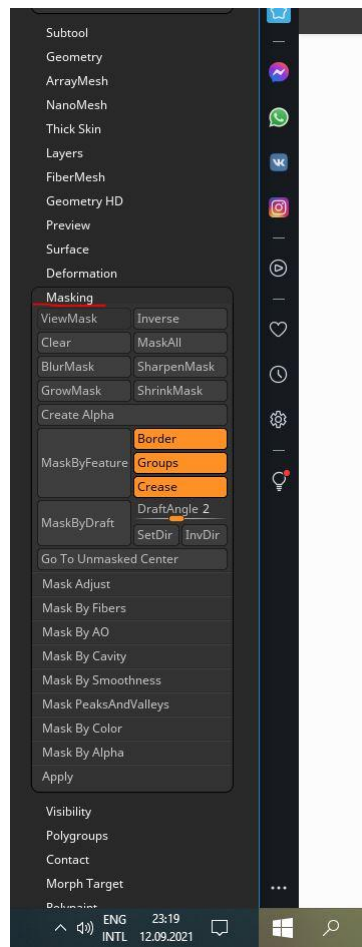 Subtool
Geometry
ArrayMesh
NanoMesh
Thick Skin
Layers
FiberMesh
Geometry HD
Preview
Surface
Deformation
Masking
ViewMask Inverse
Clear MaskAll
BlurMask SharpenMask
GrowMask ShrinkMask
Create Alpha
Border
MaskByFeature Groups
Crease
MaskByDraft DraftAngle 2
SetDir InvDir
Go To Unmasked Center
Mask Adjust
Mask By Fibers
Mask By AO
Mask By Cavity
Mask By Smoothness
Mask PeaksAndValleys
Mask By Color
Mask By Alpha
Apply
Visibility
Polygroups
Contact
Morph Target
Polypaint
ENG 23:19
INTL 12.09.2021